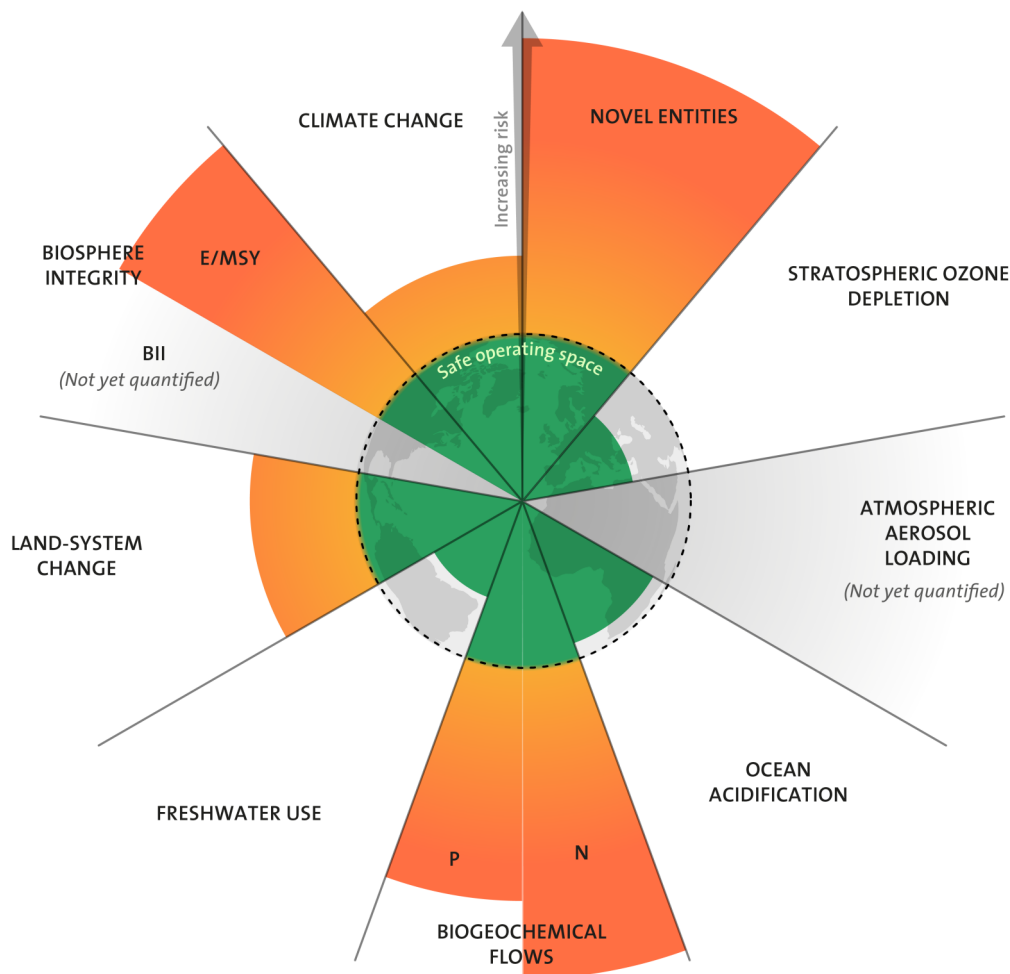 CLIMATE CHANGE
NOVEL ENTITIES
Increasing risk
BIOSPHERE
INTEGRITY
E/MSY
STRATOSPHERIC OZONE
DEPLETION
BII
(Not yet quantified)
Safe operating space
LAND-SYSTEM
CHANGE
ATMOSPHERIC
AEROSOL
LOADING
(Not yet quantified)
FRESHWATER USE
OCEAN
ACIDIFICATION
P
N
BIOGEOCHEMICAL
FLOWS